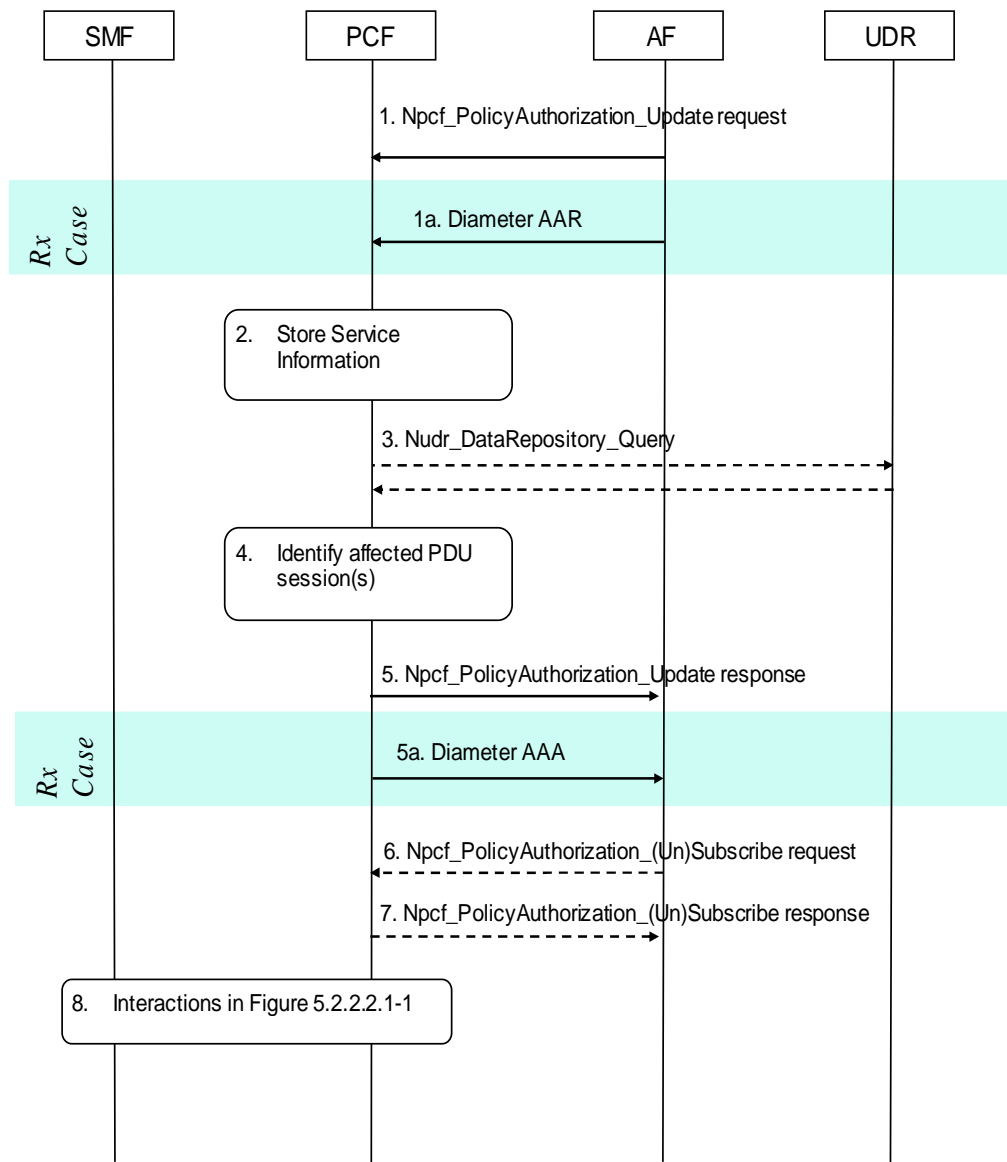 SMF
PCF
AF
UDR
1. Npcf_PolicyAuthorization_Update request
Rx
Case
1a. Diameter AAR
2. Store Service
Information
3. Nudr_DataRepository_Query
4. Identify affected PDU
session(s)
5. Npcf_PolicyAuthorization_Update response
Rx
Case
5a. Diameter AAA
6. Npcf_PolicyAuthorization_(Un)Subscribe request
7. Npcf_PolicyAuthorization_(Un)Subscribe response
8. Interactions in Figure 5.2.2.2.1-1